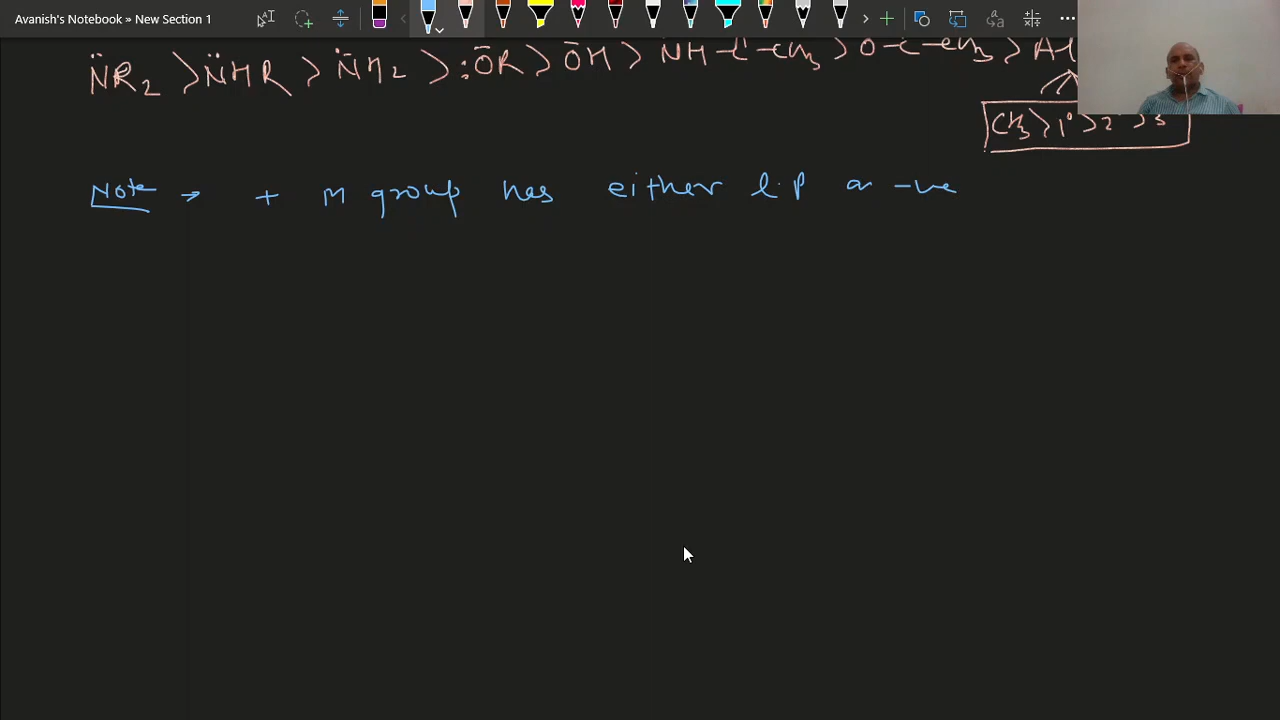 Avanish's Notebook » New Section 1
N̈R₂ > N̈HR > N̈H₂ > :ŌR > ŌH > NH-C-CH₃ > O-C-CH₃ >
CH₃ > 1° > 2° > 3
Note → + M group has either l.P or -ve